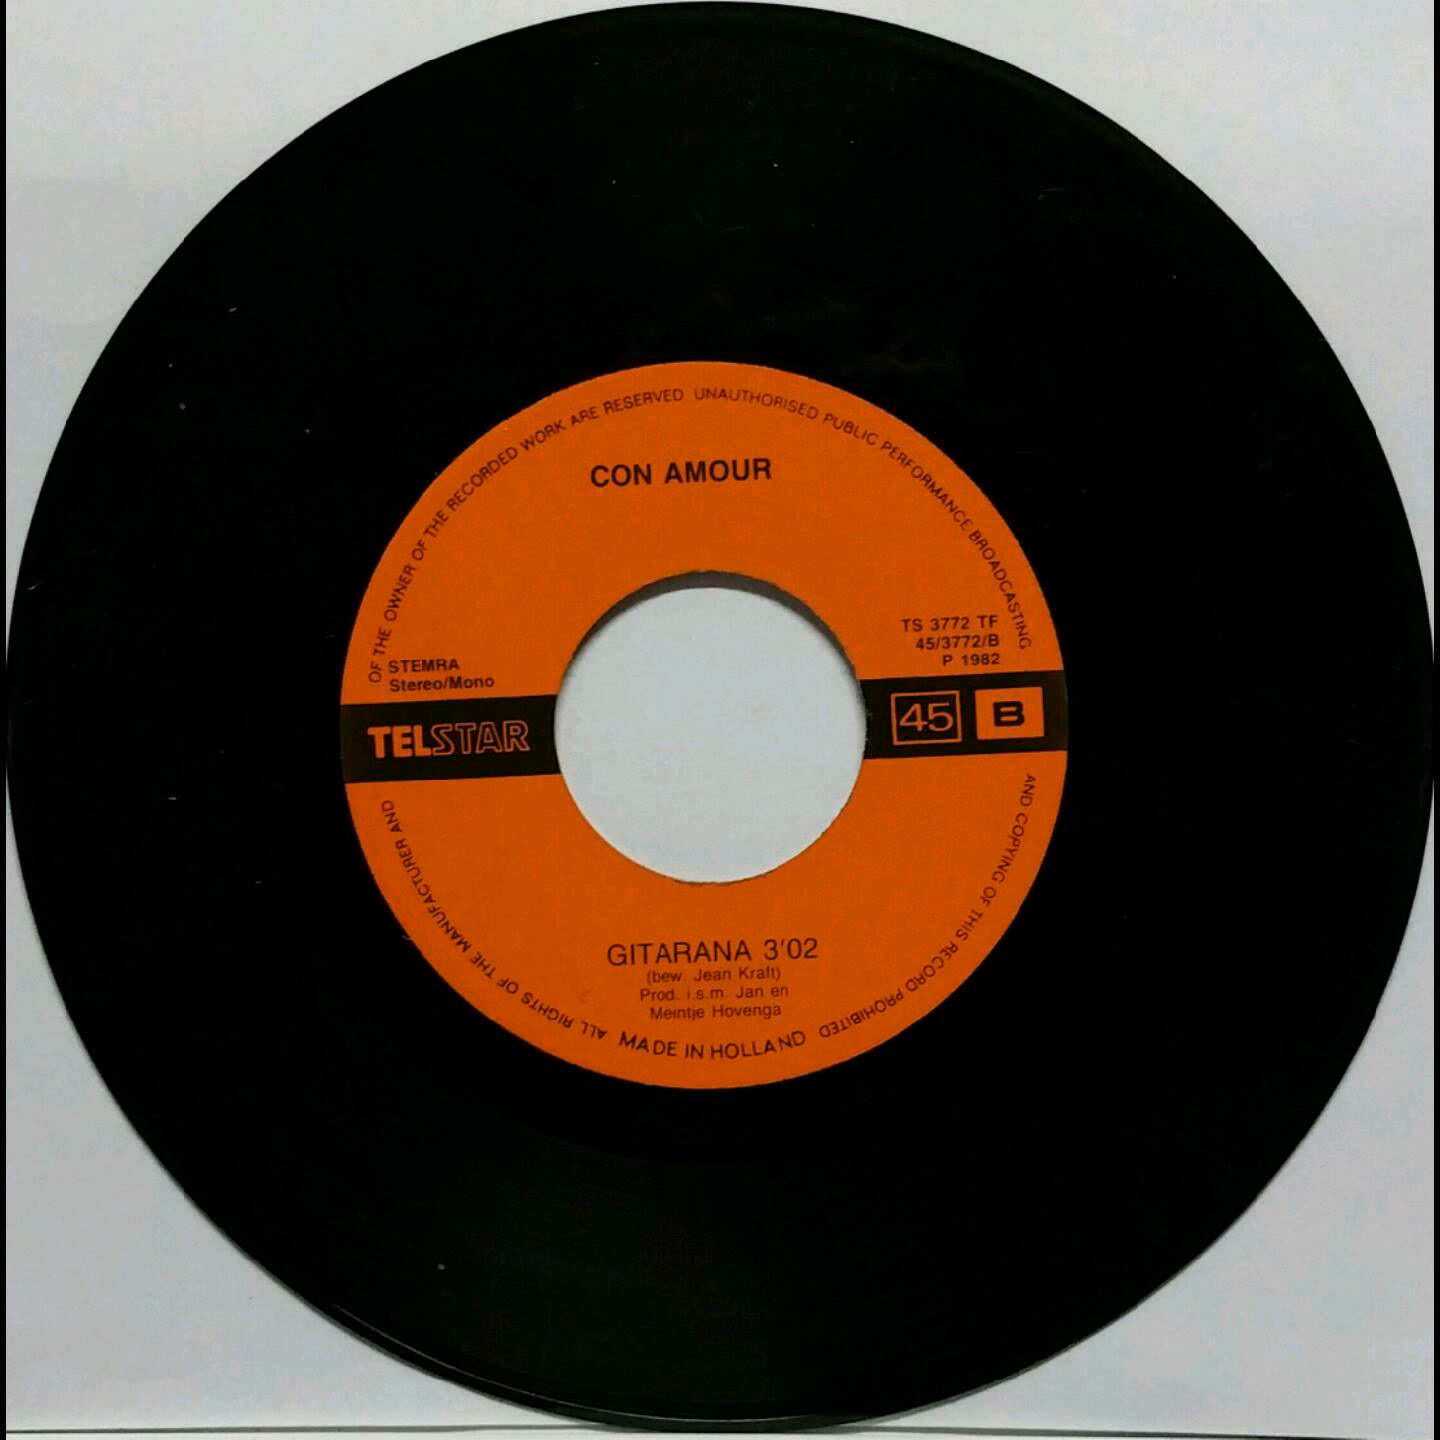 CON AMOUR
TS 3772 TF
45/3772/B
P 1982
STEMRA
Stereo/Mono
TELSTAR
45 B
GITARANA 3'02
(bew. Jean Kraft)
Prod. i.s.m. Jan en
Meintje Hovenga
MADE IN HOLLAND
ALL RIGHTS OF THE MANUFACTURER AND
OF THE OWNER OF THE RECORDED WORK ARE RESERVED. UNAUTHORISED PUBLIC PERFORMANCE BROADCASTING
AND COPYING OF THIS RECORD PROHIBITED